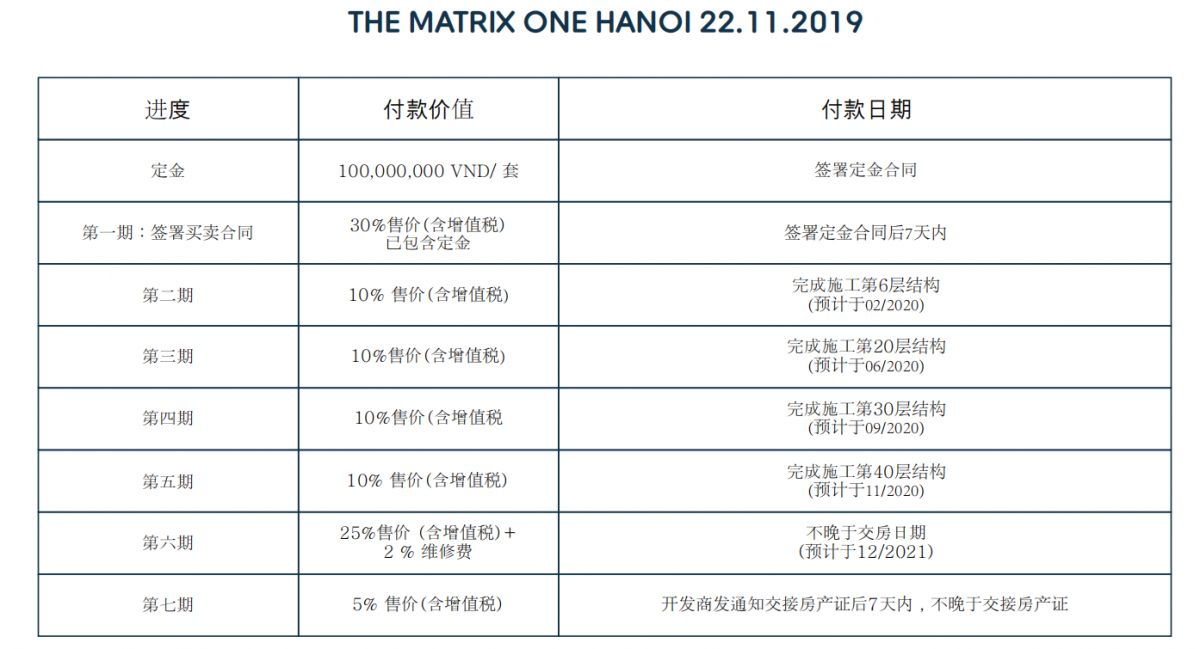 THE MATRIX ONE HANOI 22.11.2019
进度
付款价值
付款日期
定金
100,000,000 VND/ 套
签署定金合同
第一期：签署买卖合同
30%售价(含增值税)
已包含定金
签署定金合同后7天内
第二期
10% 售价(含增值税)
完成施工第6层结构
(预计于02/2020)
第三期
10%售价(含增值税)
完成施工第20层结构
(预计于06/2020)
第四期
10%售价(含增值税
完成施工第30层结构
(预计于09/2020)
第五期
10% 售价(含增值税)
完成施工第40层结构
(预计于11/2020)
第六期
25%售价 (含增值税)+
2 % 维修费
不晚于交房日期
(预计于12/2021)
第七期
5% 售价(含增值税)
开发商发通知交接房产证后7天内 , 不晚于交接房产证